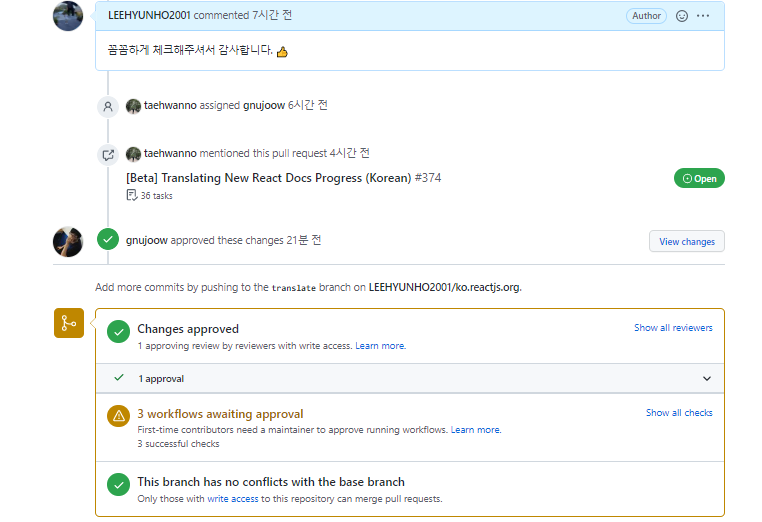 LEEHYUNHO2001 commented 7시간 전
Author
꼼꼼하게 체크해주셔서 감사합니다. 👍
taehwanno assigned gnujoow 6시간 전
taehwanno mentioned this pull request 4시간 전
[Beta] Translating New React Docs Progress (Korean) #374
Open
36 tasks
gnujoow approved these changes 21분 전
View changes
Add more commits by pushing to the translate branch on LEEHYUNHO2001/ko.reactjs.org.
Changes approved
Show all reviewers
1 approving review by reviewers with write access. Learn more.
1 approval
3 workflows awaiting approval
Show all checks
First-time contributors need a maintainer to approve running workflows. Learn more.
3 successful checks
This branch has no conflicts with the base branch
Only those with write access to this repository can merge pull requests.